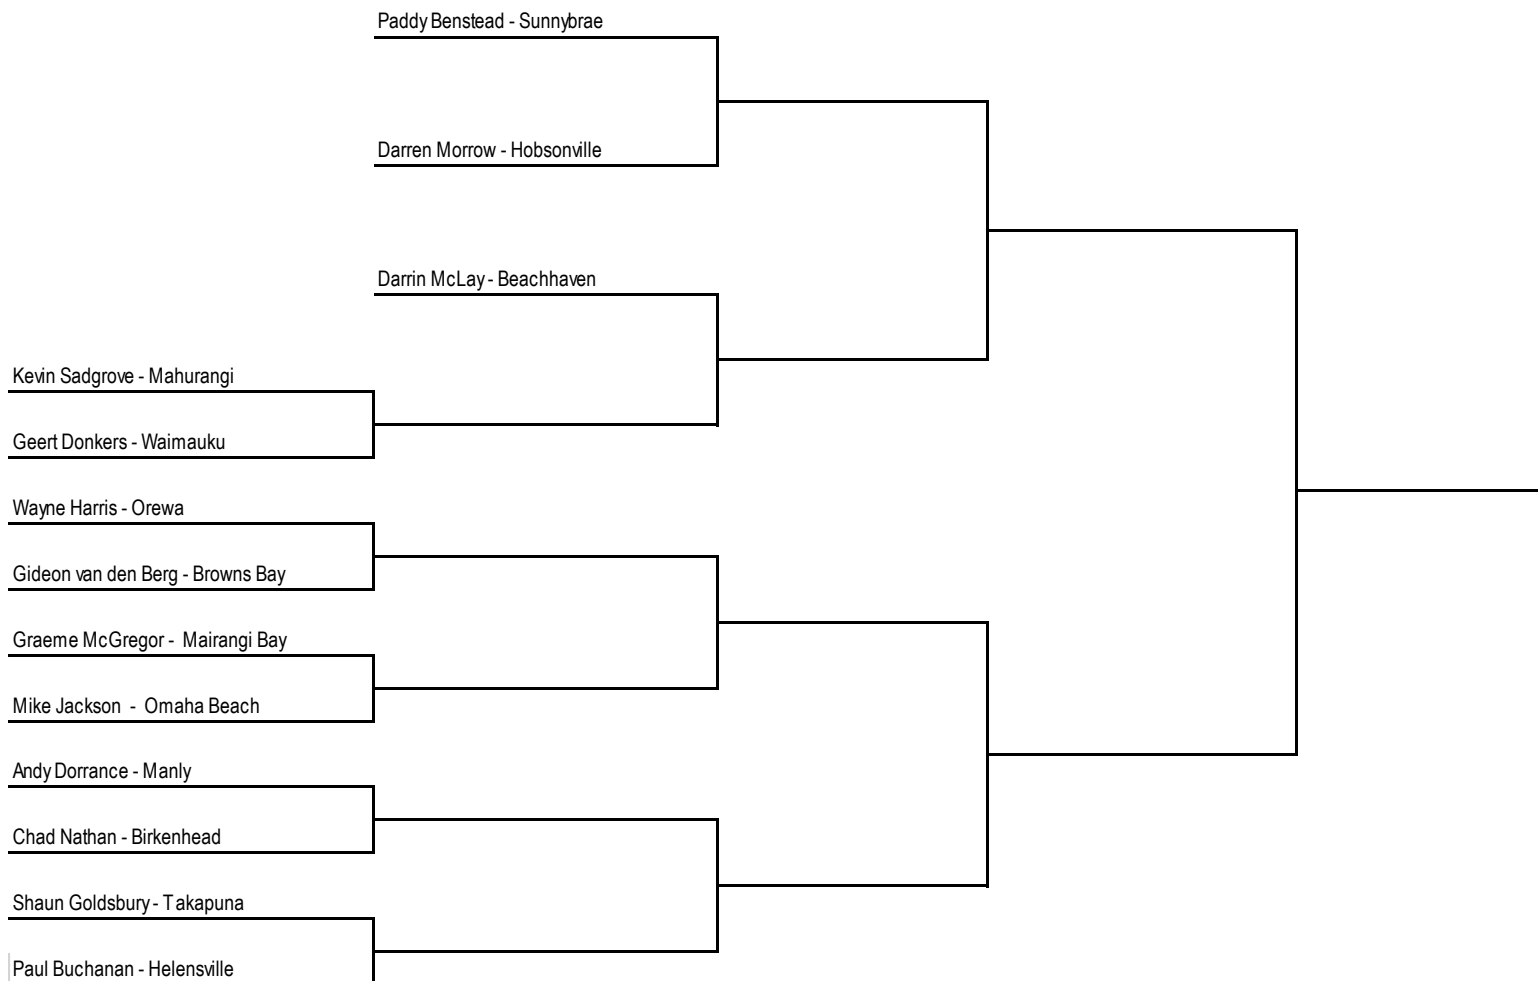 Paddy Benstead - Sunnybrae
Darren Morrow - Hobsonville
Darrin McLay - Beachhaven
Kevin Sadgrove - Mahurangi
Geert Donkers - Waimauku
Wayne Harris - Orewa
Gideon van den Berg - Browns Bay
Graeme McGregor - Mairangi Bay
Mike Jackson - Omaha Beach
Andy Dorrance - Manly
Chad Nathan - Birkenhead
Shaun Goldsbury - Takapuna
Paul Buchanan - Helensville